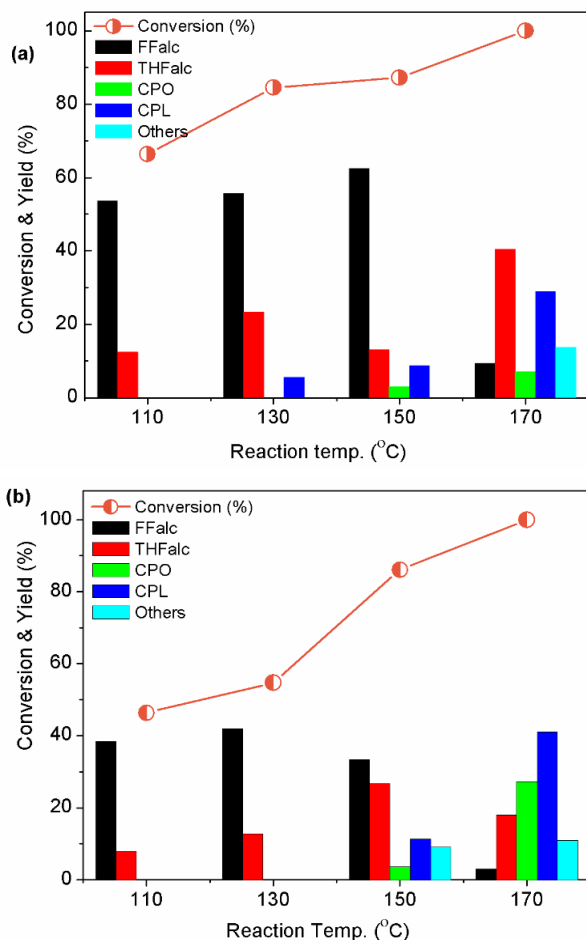 (a)
Conversion (%)
FFalc
THFalc
CPO
CPL
Others
Conversion & Yield (%)
100
80
60
40
20
0
110 130 150 170
Reaction temp. (°C)
(b)
Conversion (%)
FFalc
THFalc
CPO
CPL
Others
Conversion & Yield (%)
100
80
60
40
20
0
110 130 150 170
Reaction Temp. (°C)